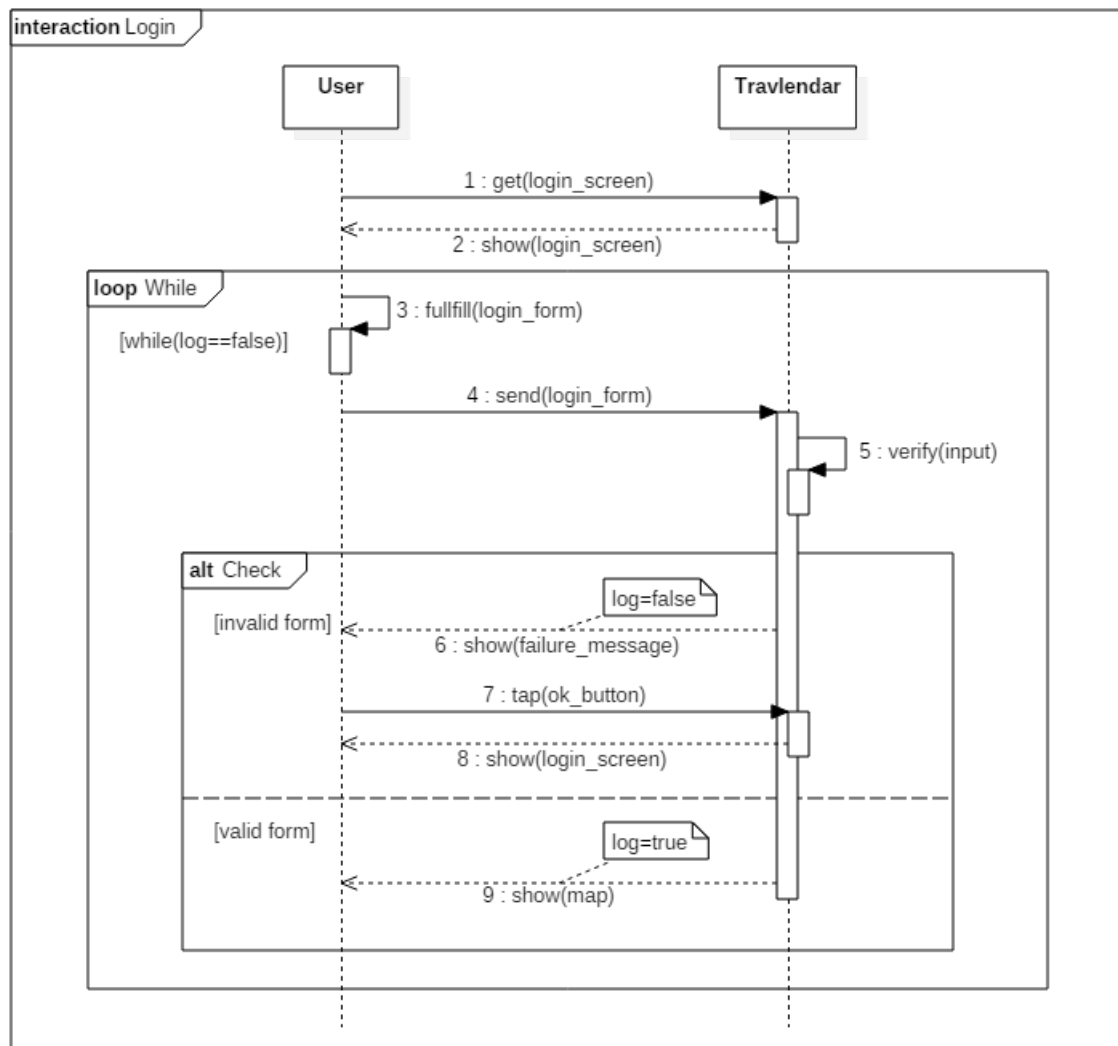 interaction Login
User
Travlendar
1 : get(login_screen)
2 : show(login_screen)
loop While
3 : fullfill(login_form)
[while(log==false)]
4 : send(login_form)
5 : verify(input)
alt Check
log=false
[invalid form]
6 : show(failure_message)
7 : tap(ok_button)
8 : show(login_screen)
[valid form]
log=true
9 : show(map)